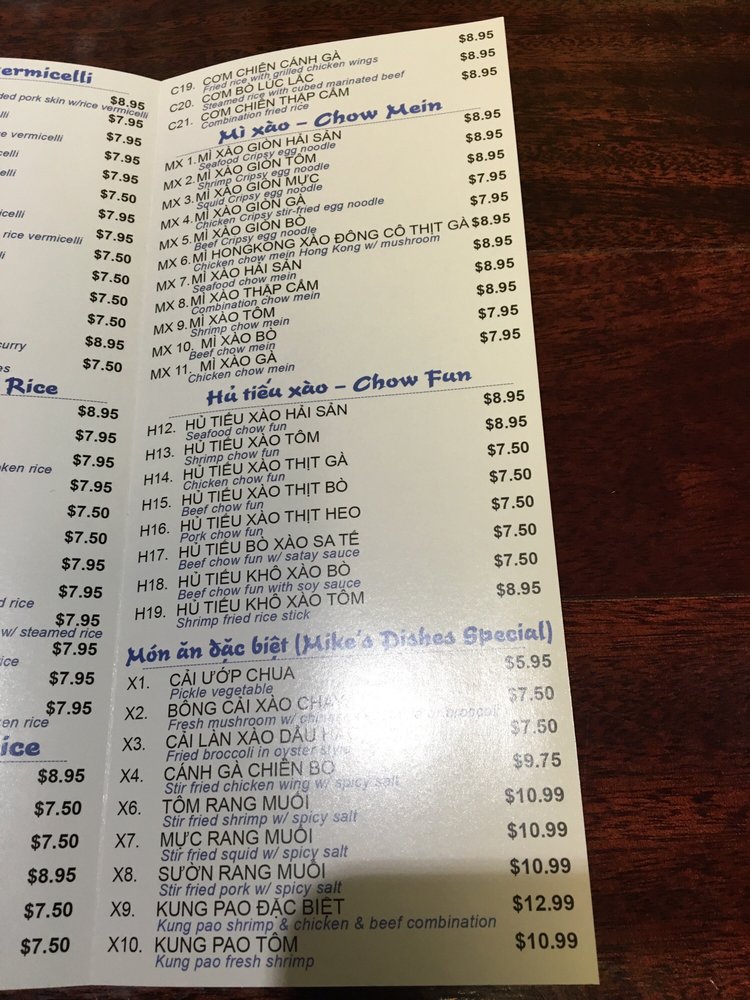 ermicelli
ded pork skin w/rice vermicelli
$8.95
lli
$7.95
e vermicelli
$7.95
celli
$7.95
elli
$7.95
$7.50
icelli
$7.95
rice vermicelli
$7.95
li
$7.50
$7.50
$7.50
$7.50
curry
$8.95
es
$7.50
Rice
$8.95
$7.95
ken rice
$7.95
$7.95
$7.50
$7.50
$7.95
d rice
$7.95
w/ steamed rice
$7.95
ice
$7.95
$7.95
ken rice
$7.95
ice
$8.95
$7.50
$7.50
$8.95
$7.50
$7.50
C19. CƠM CHIÊN CÁNH GÀ $8.95
Fried rice with grilled chicken wings
C20. CƠM BÒ LÚC LẮC $8.95
Steamed rice with cubed marinated beef
C21. CƠM CHIÊN THẬP CẨM $8.95
Combination fried rice
Mì xào – Chow Mein
MX 1. MÌ XÀO GIÒN HẢI SẢN $8.95
Seafood Cripsy egg noodle
MX 2. MÌ XÀO GIÒN TÔM $8.95
Shrimp Cripsy egg noodle
MX 3. MÌ XÀO GIÒN MỰC $8.95
Squid Cripsy egg noodle
MX 4. MÌ XÀO GIÒN GÀ $7.95
Chicken Cripsy stir-fried egg noodle
MX 5. MÌ XÀO GIÒN BÒ $7.95
Beef Cripsy egg noodle
MX 6. MÌ HONGKONG XÀO ĐÔNG CÔ THỊT GÀ $8.95
Chicken chow mein Hong Kong w/ mushroom
MX 7. MÌ XÀO HẢI SẢN $8.95
Seafood chow mein
MX 8. MÌ XÀO THẬP CẨM $8.95
Combination chow mein
MX 9. MÌ XÀO TÔM $8.95
Shrimp chow mein
MX 10. MÌ XÀO BÒ $7.95
Beef chow mein
MX 11. MÌ XÀO GÀ $7.95
Chicken chow mein
Hủ tiếu xào – Chow Fun
H12. HỦ TIẾU XÀO HẢI SẢN $8.95
Seafood chow fun
H13. HỦ TIẾU XÀO TÔM $8.95
Shrimp chow fun
H14. HỦ TIẾU XÀO THỊT GÀ $7.50
Chicken chow fun
H15. HỦ TIẾU XÀO THỊT BÒ $7.50
Beef chow fun
H16. HỦ TIẾU XÀO THỊT HEO $7.50
Pork chow fun
H17. HỦ TIẾU BÒ XÀO SA TẾ $7.50
Beef chow fun w/ satay sauce
H18. HỦ TIẾU KHÔ XÀO BÒ $7.50
Beef chow fun with soy sauce
H19. HỦ TIẾU KHÔ XÀO TÔM $8.95
Shrimp fried rice stick
Món ăn đặc biệt (Mike's Dishes Special)
X1. CẢI ƯỚP CHUA $5.95
Pickle vegetable
X2. BÔNG CẢI XÀO CHAY $7.50
Fresh mushroom w/ broccoli
X3. CẢI LÀN XÀO DẦU $7.50
Fried broccoli in oyster style
X4. CÁNH GÀ CHIÊN BƠ $9.75
Stir fried chicken wing w/ spicy salt
X6. TÔM RANG MUỐI $10.99
Stir fried shrimp w/ spicy salt
X7. MỰC RANG MUỐI $10.99
Stir fried squid w/ spicy salt
X8. SƯỜN RANG MUỐI $10.99
Stir fried pork w/ spicy salt
X9. KUNG PAO ĐẶC BIỆT $12.99
Kung pao shrimp & chicken & beef combination
X10. KUNG PAO TÔM $10.99
Kung pao fresh shrimp